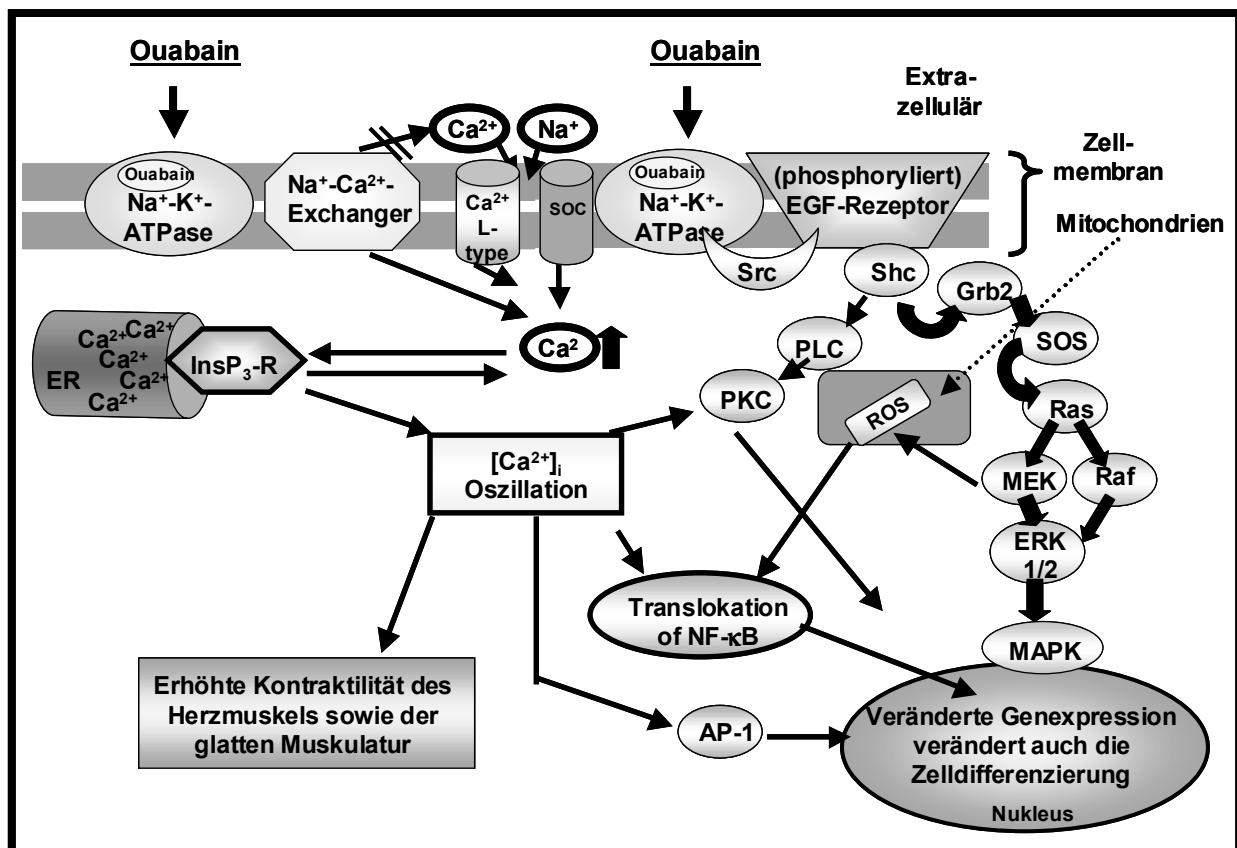 Ouabain
Ouabain
Extra-
zellulär
Ca²⁺
Na⁺
Zell-
membran
Ouabain
Na⁺-K⁺-
ATPase
Na⁺-Ca²⁺-
Exchanger
Ca²⁺
L-
type
SOC
Ouabain
Na⁺-K⁺-
ATPase
Src
(phosphoryliert)
EGF-Rezeptor
Mitochondrien
Shc
Grb2
SOS
PLC
Ca²⁺
Ca²⁺
Ca²⁺
ER
Ca²⁺
Ca²⁺
InsP₃-R
Ca²
PKC
ROS
Ras
MEK
Raf
[Ca²⁺]ᵢ
Oszillation
ERK
1/2
Translokation
of NF-κB
MAPK
Erhöhte Kontraktilität des
Herzmuskels sowie der
glatten Muskulatur
AP-1
Veränderte Genexpression
verändert auch die
Zelldifferenzierung
Nukleus